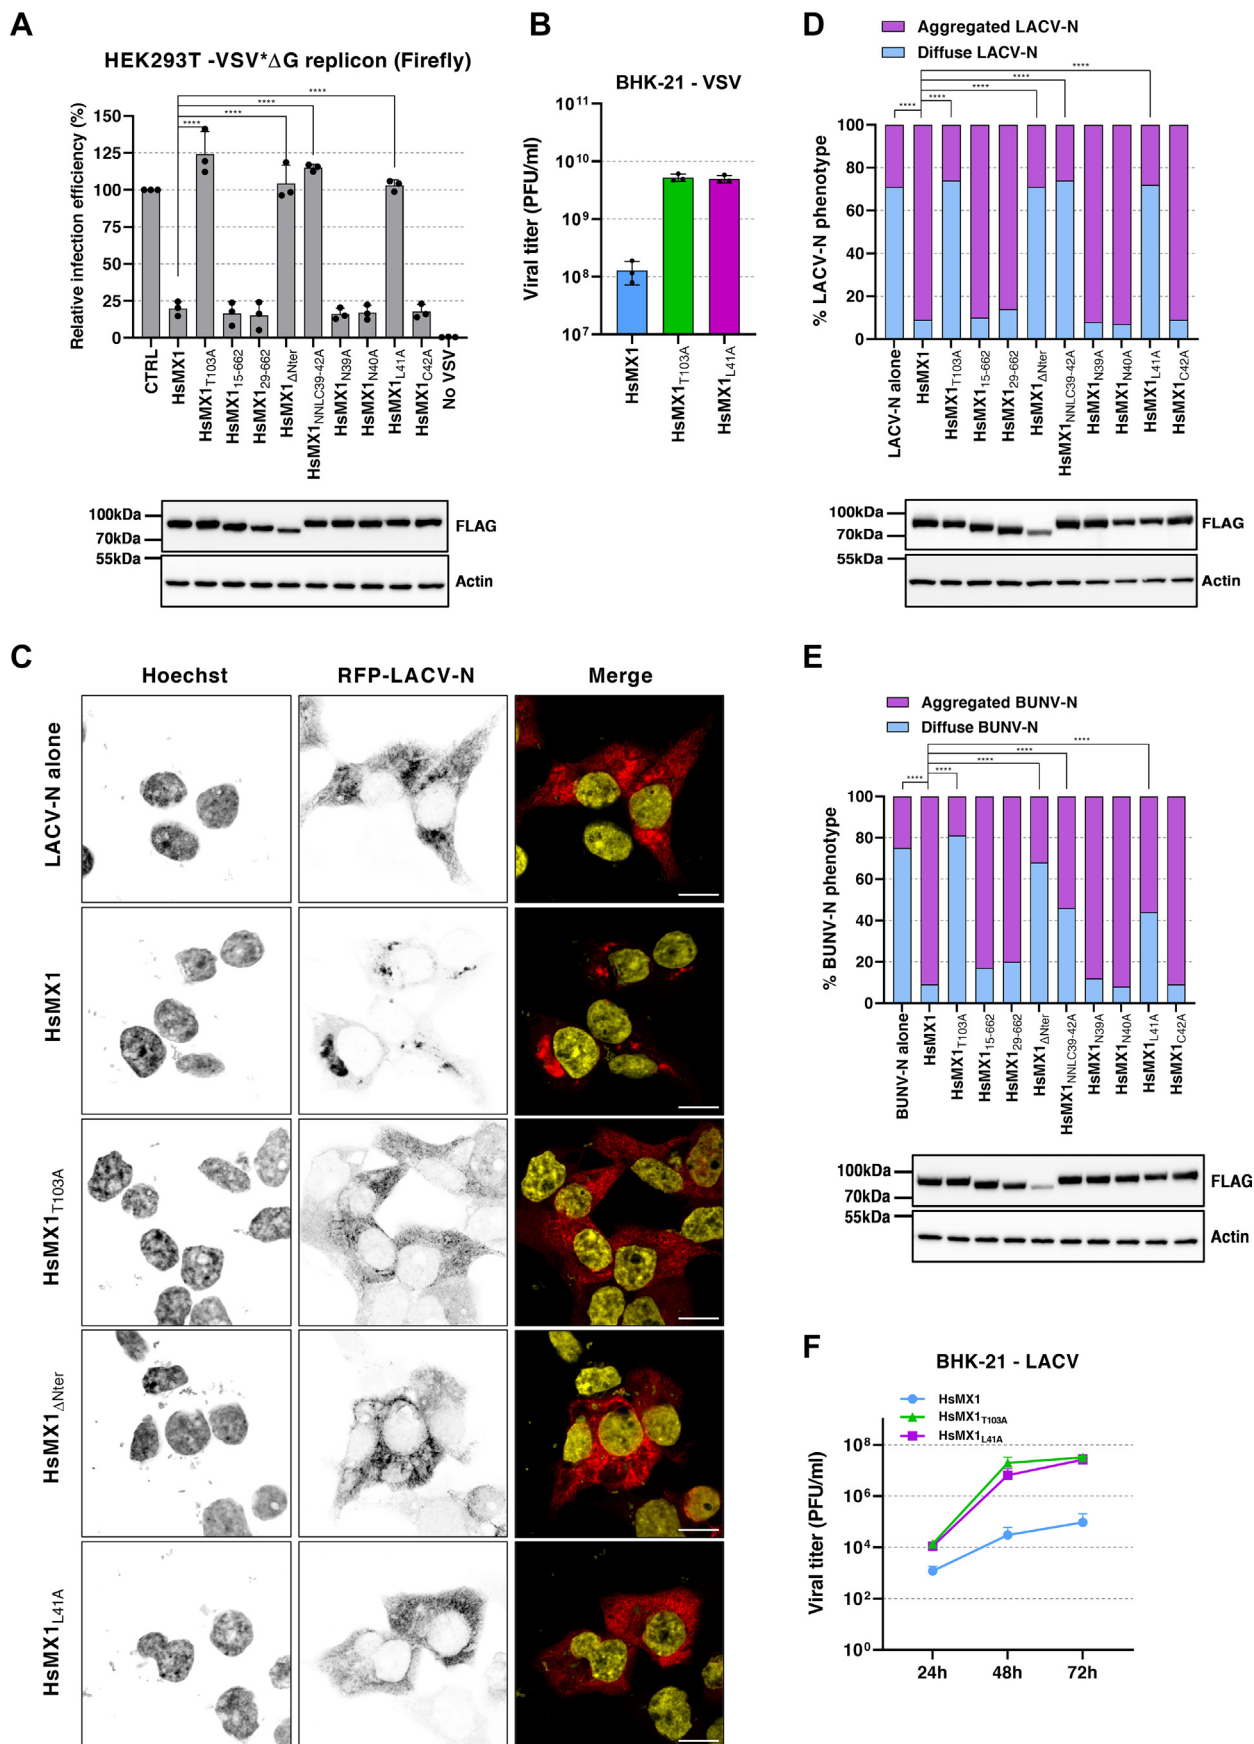 A
HEK293T -VSV*ΔG replicon (Firefly)
Relative infection efficiency (%)
150
125
100
75
50
25
0
****
****
****
****
CTRL
HsMX1
HsMX1T103A
HsMX115-662
HsMX129-662
HsMX1ΔNter
HsMX1NNLC39-42A
HsMX1N39A
HsMX1N40A
HsMX1L41A
HsMX1C42A
No VSV
100kDa
70kDa
55kDa
FLAG
Actin
B
BHK-21 - VSV
Viral titer (PFU/ml)
10¹¹
10¹⁰
10⁹
10⁸
10⁷
HsMX1
HsMX1T103A
HsMX1L41A
D
Aggregated LACV-N
Diffuse LACV-N
****
****
****
****
****
% LACV-N phenotype
100
80
60
40
20
0
LACV-N alone
HsMX1
HsMX1T103A
HsMX115-662
HsMX129-662
HsMX1ΔNter
HsMX1NNLC39-42A
HsMX1N39A
HsMX1N40A
HsMX1L41A
HsMX1C42A
100kDa
70kDa
55kDa
FLAG
Actin
C
Hoechst
RFP-LACV-N
Merge
LACV-N alone
HsMX1
HsMX1T103A
HsMX1ΔNter
HsMX1L41A
E
Aggregated BUNV-N
Diffuse BUNV-N
****
****
****
****
****
% BUNV-N phenotype
100
80
60
40
20
0
BUNV-N alone
HsMX1
HsMX1T103A
HsMX115-662
HsMX129-662
HsMX1ΔNter
HsMX1NNLC39-42A
HsMX1N39A
HsMX1N40A
HsMX1L41A
HsMX1C42A
100kDa
70kDa
55kDa
FLAG
Actin
F
BHK-21 - LACV
HsMX1
HsMX1T103A
HsMX1L41A
Viral titer (PFU/ml)
10⁸
10⁶
10⁴
10²
10⁰
24h
48h
72h